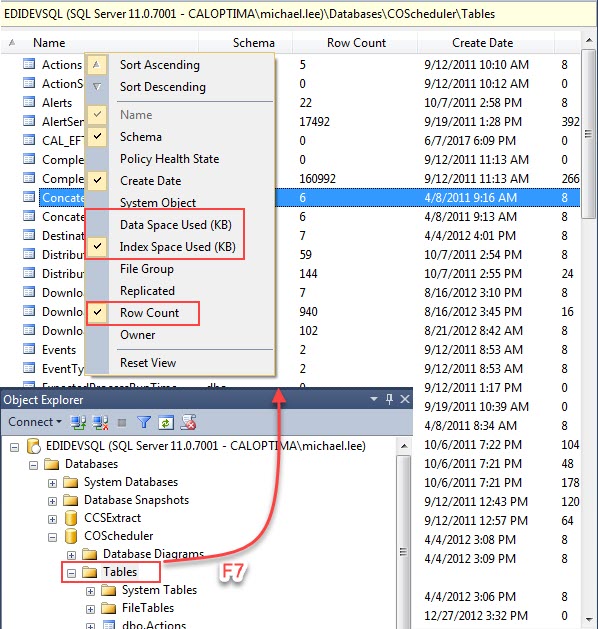 EDIDEVSQL (SQL Server 11.0.7001 - CALOPTIMA\michael.lee)\Databases\COScheduler\Tables
Name Schema Row Count Create Date
Actions 5 9/12/2011 10:10 AM 8
ActionS 0 9/12/2011 11:13 AM 0
Alerts 22 10/7/2011 2:58 PM 8
AlertSer 17492 9/19/2011 1:28 PM 392
CAL_EFT 0 6/7/2017 6:09 PM 0
Comple 0 9/12/2011 11:13 AM 0
Comple 160992 9/12/2011 11:13 AM 266
Concate 6 4/8/2011 9:16 AM 8
Concate 6 4/8/2011 9:13 AM 8
Destinat 4/4/2012 4:01 PM 8
Distribut 59 10/7/2011 2:54 PM 8
Distribut 144 10/7/2011 2:55 PM 24
Downlo 7 8/16/2012 3:10 PM 8
Downlo 940 8/16/2012 3:45 PM 16
Downlo 102 8/21/2012 8:42 AM 8
Events 2 9/12/2011 8:53 AM 8
EventTy 2 9/12/2011 8:53 AM 8
ExpectedProcessRunTime dbo 9/12/2011 1:17 PM 0
9/19/2011 10:39 AM 0
4/8/2011 8:34 AM 8
10/6/2011 7:22 PM 104
10/6/2011 7:21 PM 48
10/6/2011 7:21 PM 178
9/12/2011 12:43 PM 120
9/12/2011 12:57 PM 64
4/4/2012 3:08 PM 8
4/4/2012 3:09 PM 8
4/4/2012 3:06 PM 8
12/27/2012 3:32 PM 0
Sort Ascending
Sort Descending
Name
Schema
Policy Health State
Create Date
System Object
Data Space Used (KB)
Index Space Used (KB)
File Group
Replicated
Row Count
Owner
Reset View
Object Explorer
Connect
EDIDEVSQL (SQL Server 11.0.7001 - CALOPTIMA\michael.lee)
Databases
System Databases
Database Snapshots
CCSExtract
COScheduler
Database Diagrams
Tables
F7
System Tables
FileTables
dbo.Actions